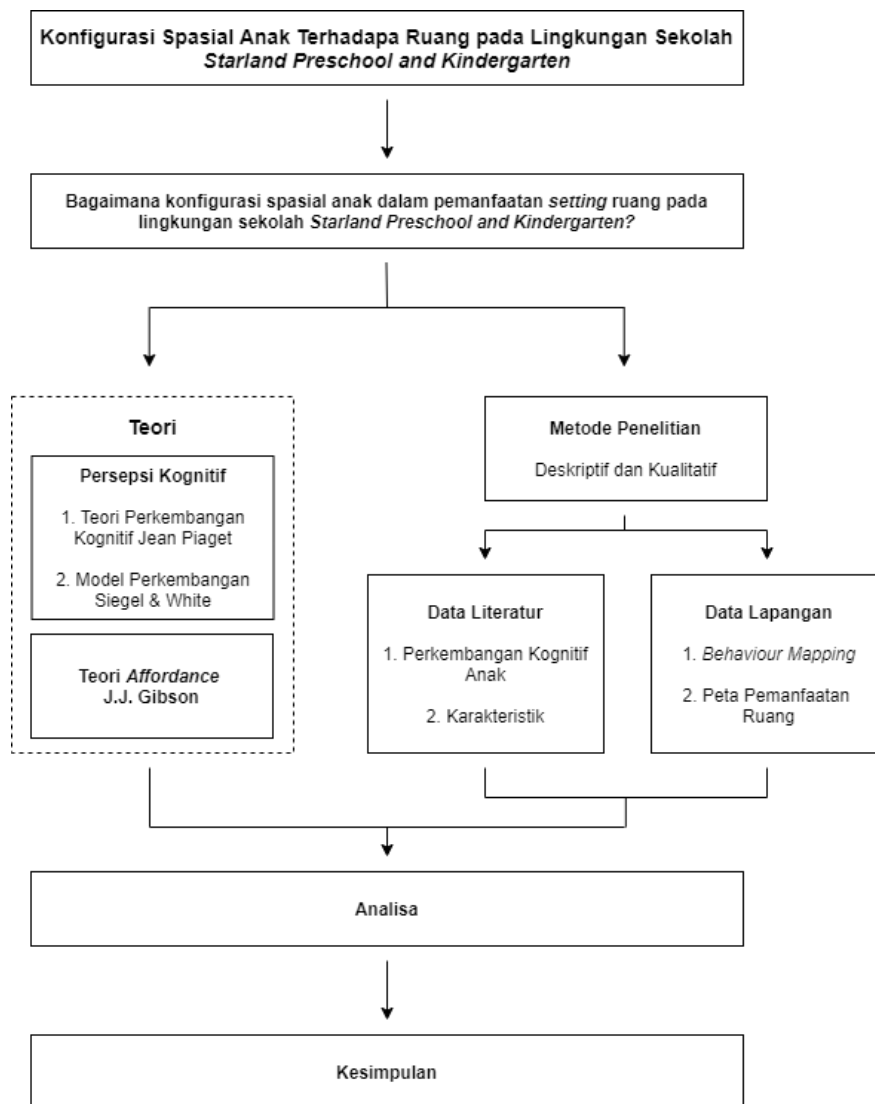 Konfigurasi Spasial Anak Terhadapa Ruang pada Lingkungan Sekolah
Starland Preschool and Kindergarten
Bagaimana konfigurasi spasial anak dalam pemanfaatan setting ruang pada
lingkungan sekolah Starland Preschool and Kindergarten?
Teori
Persepsi Kognitif
1. Teori Perkembangan
Kognitif Jean Piaget
2. Model Perkembangan
Siegel & White
Teori Affordance
J.J. Gibson
Metode Penelitian
Deskriptif dan Kualitatif
Data Literatur
1. Perkembangan Kognitif
Anak
2. Karakteristik
Data Lapangan
1. Behaviour Mapping
2. Peta Pemanfaatan
Ruang
Analisa
Kesimpulan